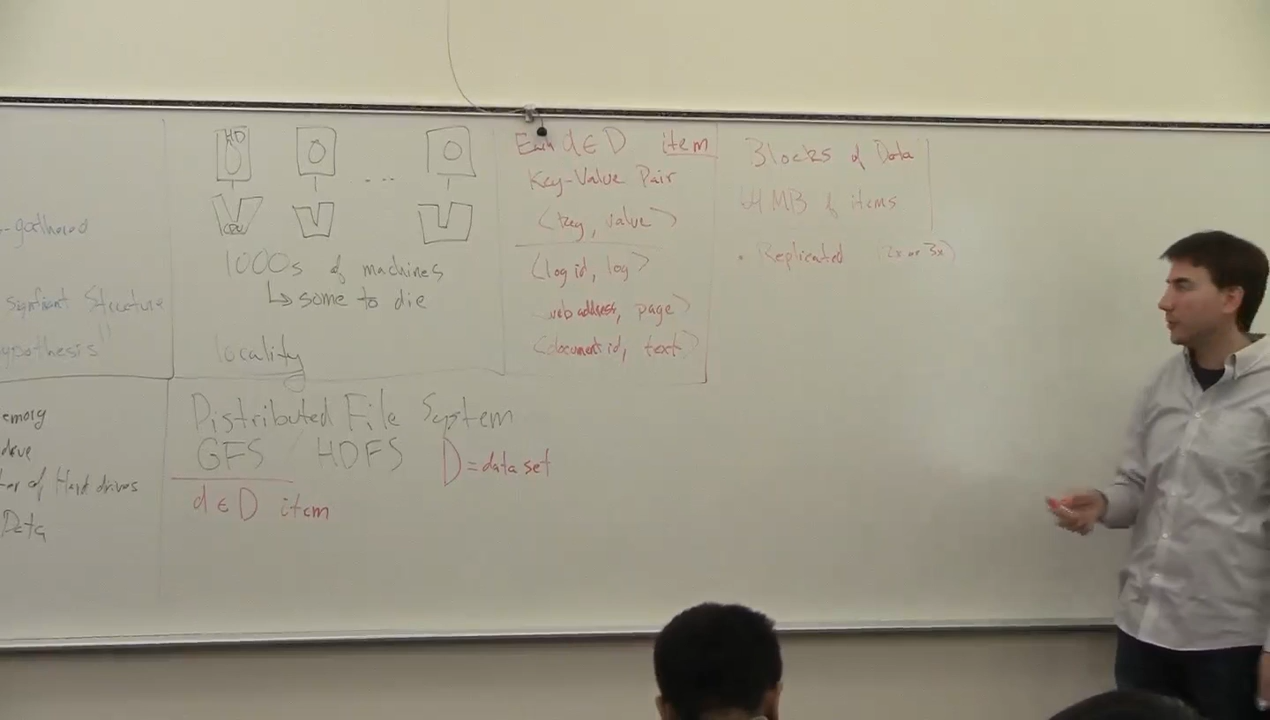 -gathered
Structure
ypothesis"
emory
drive
ter of Hard drives
Data
HD
CPU
...
1000s of machines
↳ some to die
locality
Distributed File System
GFS HDFS
D = data set
d ∈ D item
Each d ∈ D item
Key-Value Pair
(key, value)
(log id, log)
(web address, page)
(document id, text)
Blocks of Data
64 MB of items
• Replicated (2x or 3x)